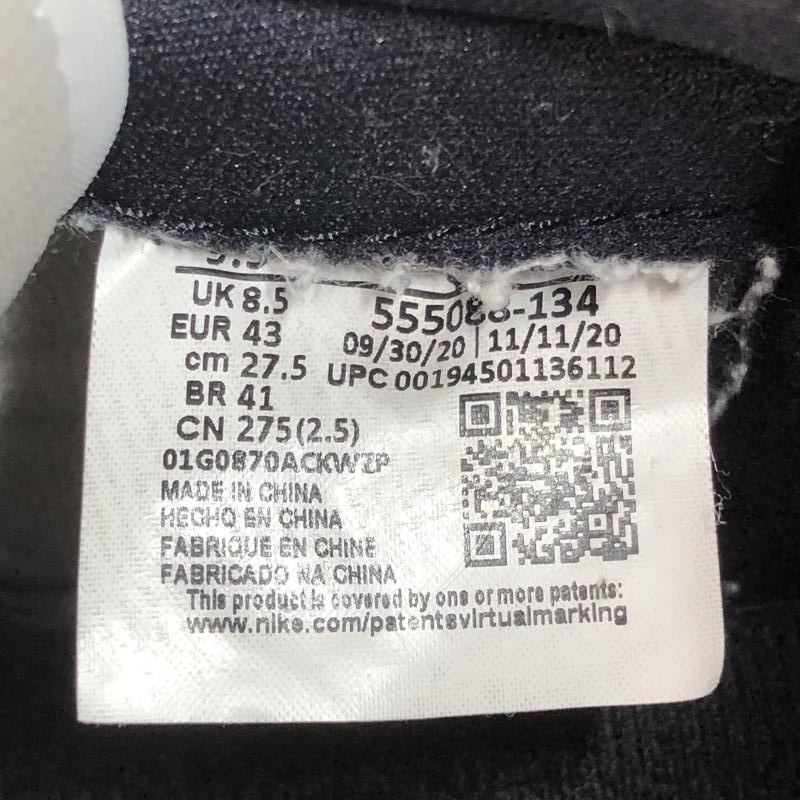 UK 8.5
EUR 43
cm 27.5
BR 41
CN 275(2.5)
555088-134
09/30/20 | 11/11/20
UPC 00194501136112
01G0870ACKWZP
MADE IN CHINA
HECHO EN CHINA
FABRIQUE EN CHINE
FABRICADO NA CHINA
This product is covered by one or more patents:
www.nike.com/patentsvirtualmarking